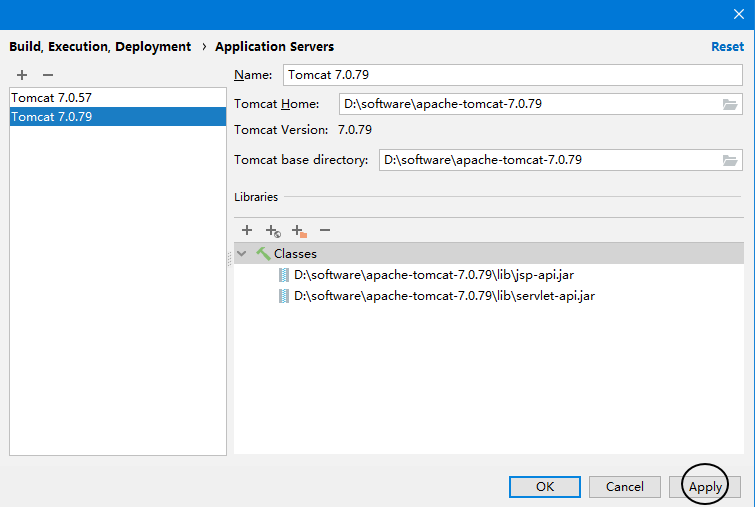 Build, Execution, Deployment › Application Servers
Reset
Tomcat 7.0.57
Tomcat 7.0.79
Name: Tomcat 7.0.79
Tomcat Home: D:\software\apache-tomcat-7.0.79
Tomcat Version: 7.0.79
Tomcat base directory: D:\software\apache-tomcat-7.0.79
Libraries
Classes
D:\software\apache-tomcat-7.0.79\lib\jsp-api.jar
D:\software\apache-tomcat-7.0.79\lib\servlet-api.jar
OK
Cancel
Apply